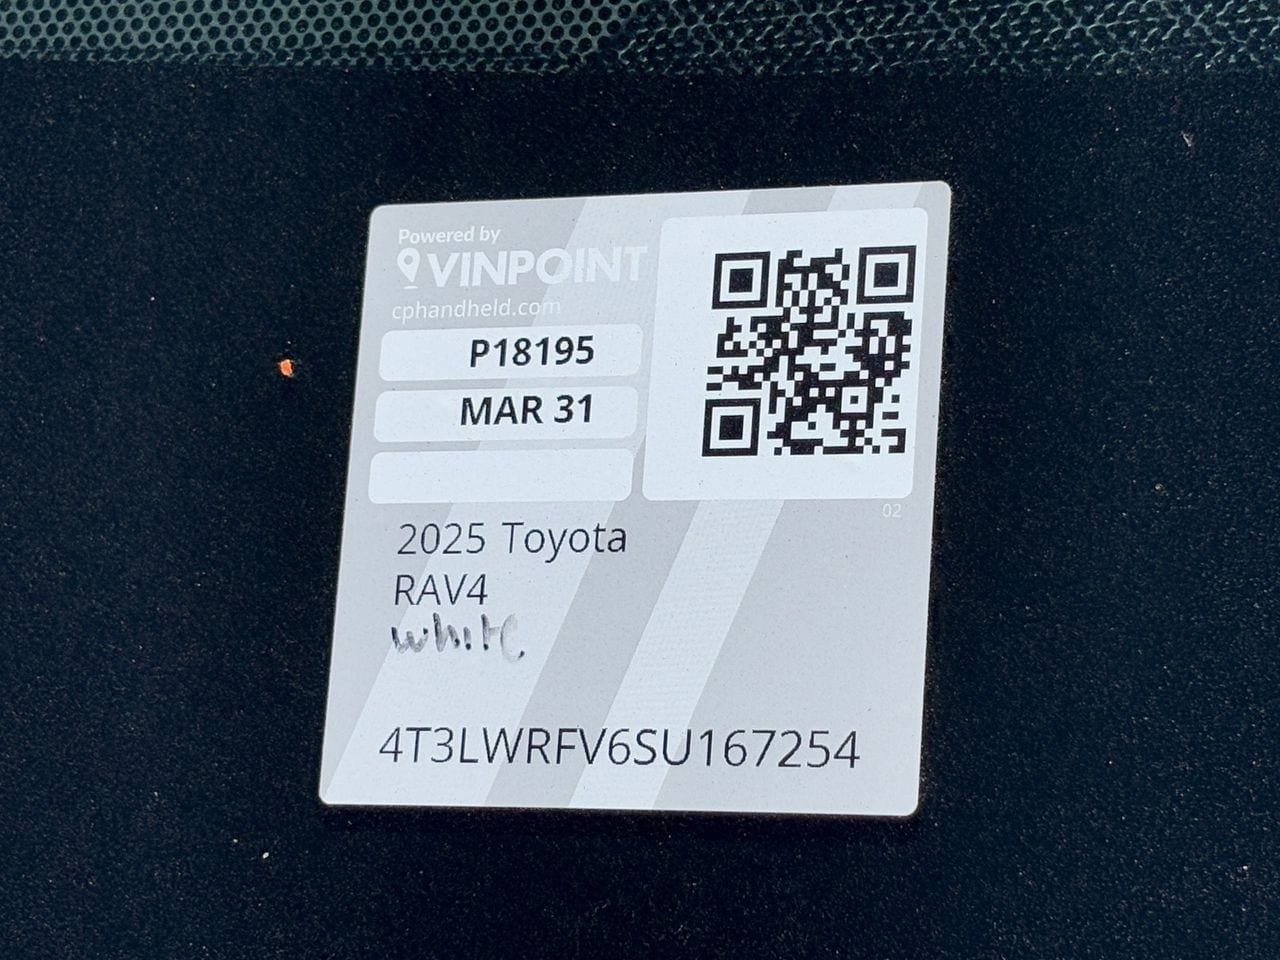 Powered by
VINPOINT
cphandheld.com
P18195
MAR 31
02
2025 Toyota
RAV4
white
4T3LWRFV6SU167254